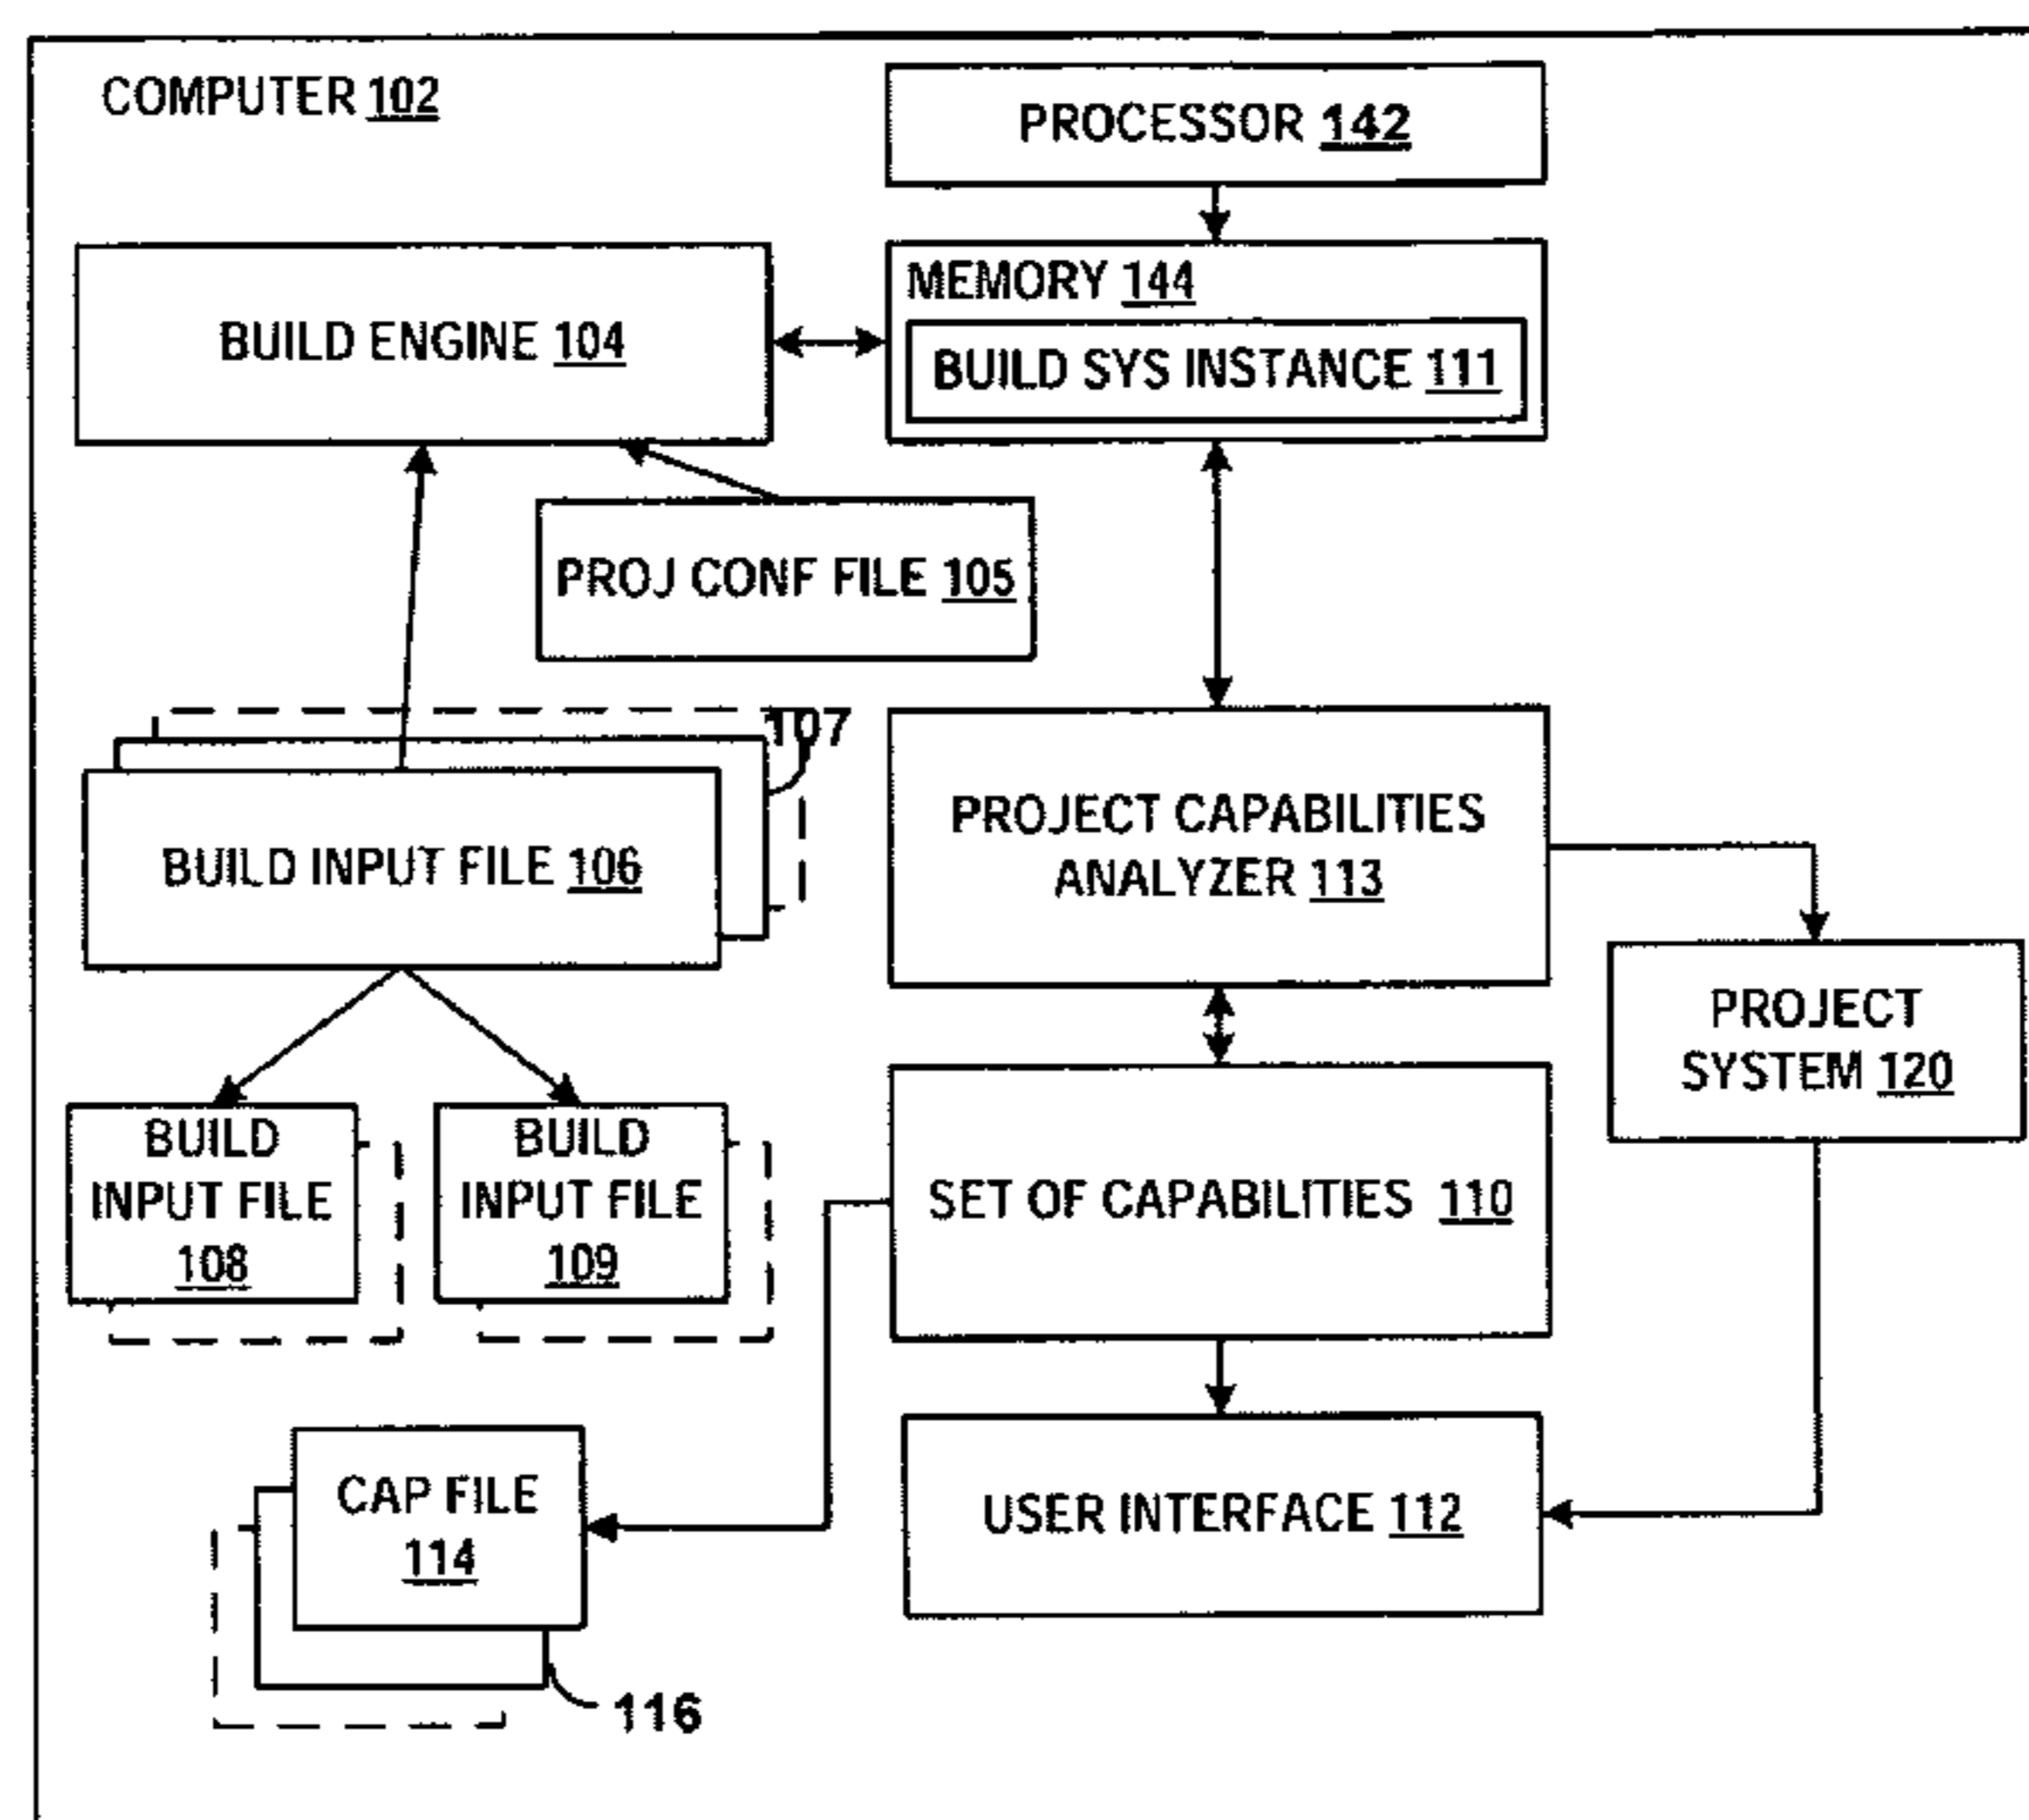 COMPUTER 102
PROCESSOR 142
MEMORY 144
BUILD ENGINE 104
BUILD SYS INSTANCE 111
PROJ CONF FILE 105
107
BUILD INPUT FILE 106
PROJECT CAPABILITIES
ANALYZER 113
PROJECT
SYSTEM 120
BUILD
INPUT FILE
108
BUILD
INPUT FILE
109
SET OF CAPABILITIES 110
CAP FILE
114
USER INTERFACE 112
116